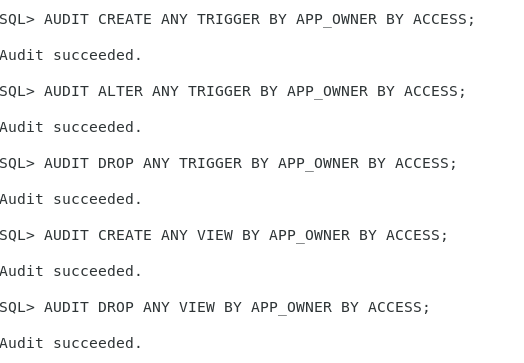 SQL> AUDIT CREATE ANY TRIGGER BY APP_OWNER BY ACCESS;
Audit succeeded.
SQL> AUDIT ALTER ANY TRIGGER BY APP_OWNER BY ACCESS;
Audit succeeded.
SQL> AUDIT DROP ANY TRIGGER BY APP_OWNER BY ACCESS;
Audit succeeded.
SQL> AUDIT CREATE ANY VIEW BY APP_OWNER BY ACCESS;
Audit succeeded.
SQL> AUDIT DROP ANY VIEW BY APP_OWNER BY ACCESS;
Audit succeeded.